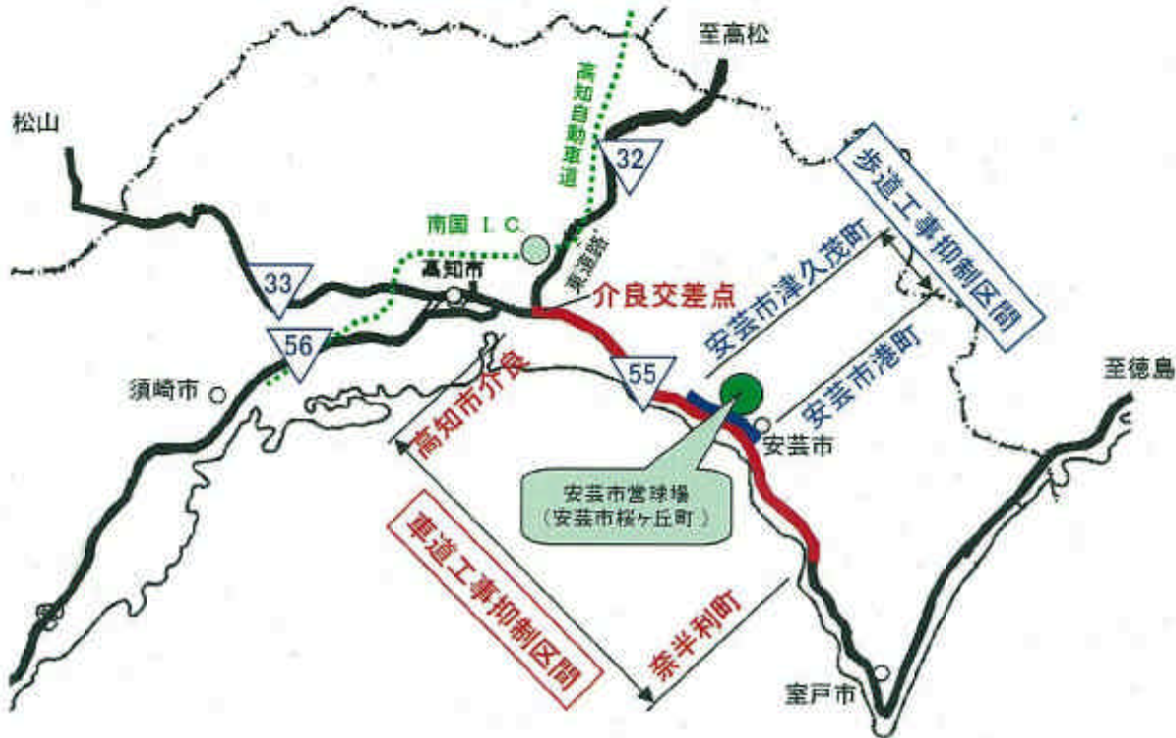 至高松
松山
高知自動車道
32
歩道工事抑制区間
南国 I.C.
高知市
33
介良交差点
安芸市津久茂町
56
55
安芸市港町
至徳島
須崎市
高知市介良
安芸市
安芸市営球場
(安芸市桜ヶ丘町)
車道工事抑制区間
奈半利町
室戸市